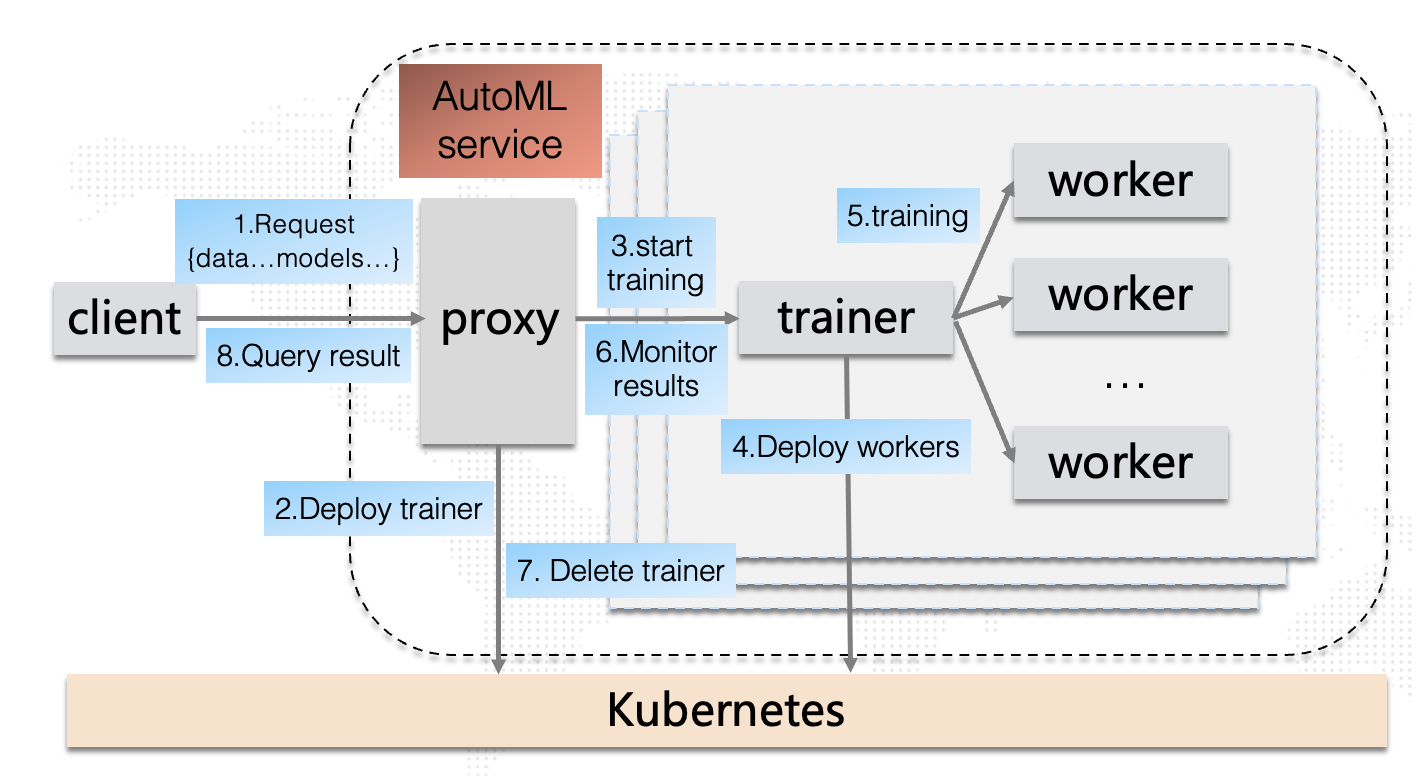 AutoML
service
1.Request
{data...models...}
client
8.Query result
proxy
3.start
training
6.Monitor
results
trainer
5.training
worker
worker
...
worker
4.Deploy workers
2.Deploy trainer
7. Delete trainer
Kubernetes